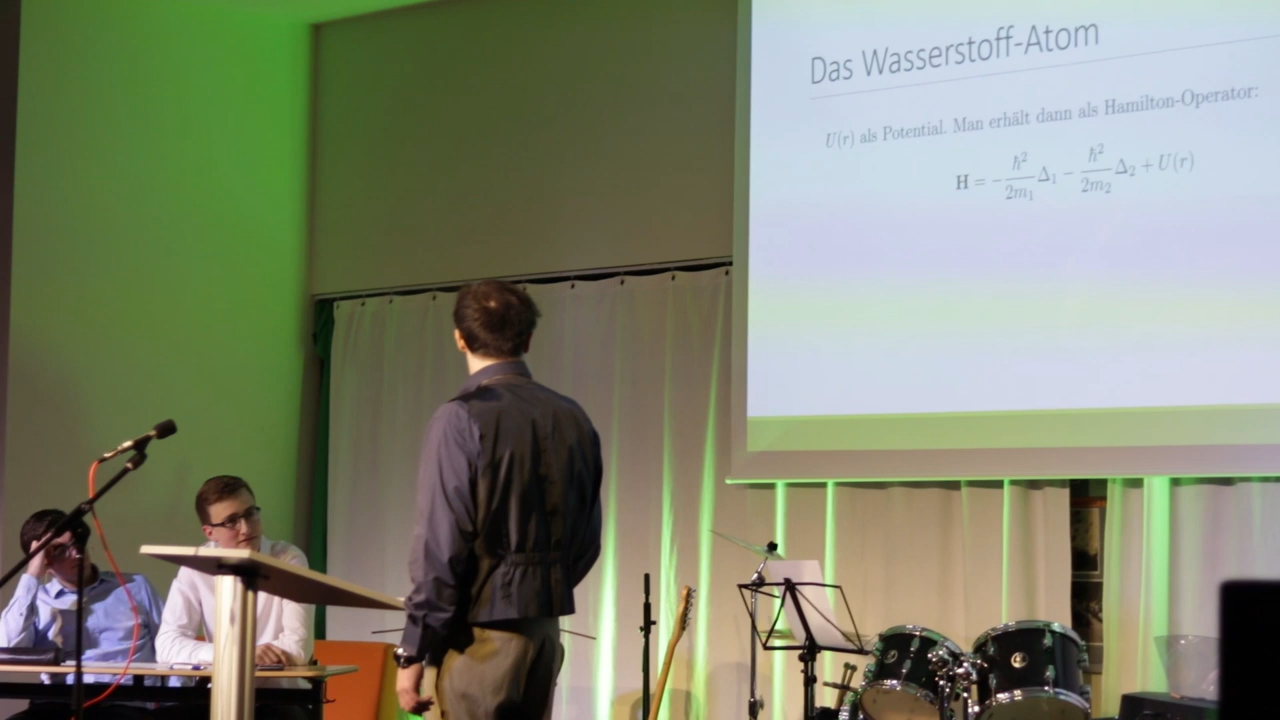 Das Wasserstoff-Atom
U(r) als Potential. Man erhält dann als Hamilton-Operator:
H = −ħ²/2m₁ Δ₁ − ħ²/2m₂ Δ₂ + U(r)